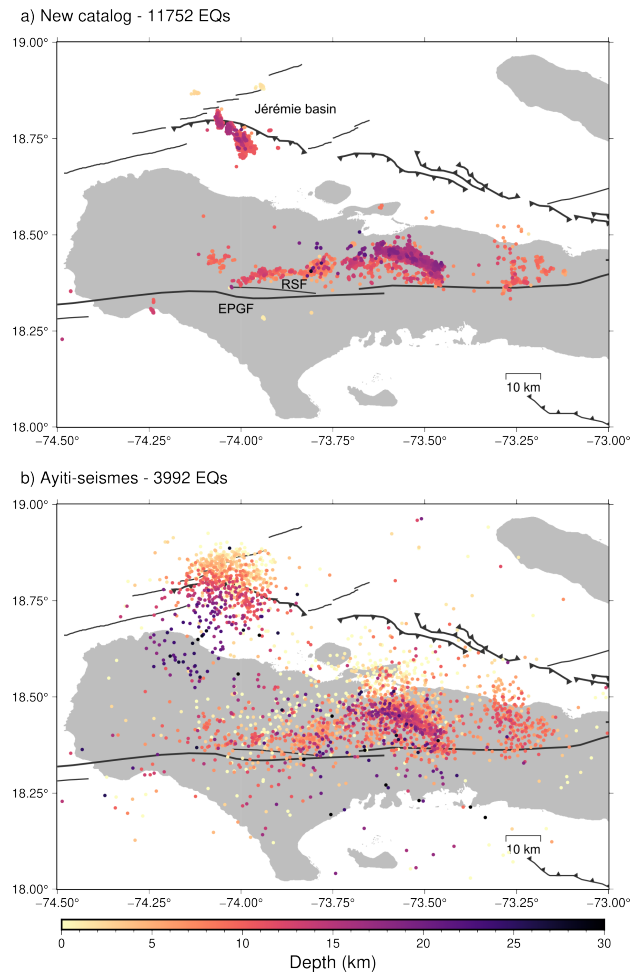 a) New catalog - 11752 EQs
19.00°
Jérémie basin
18.75°
18.50°
RSF
EPGF
18.25°
10 km
18.00°
−74.50° −74.25° −74.00° −73.75° −73.50° −73.25° −73.00°
b) Ayiti-seismes - 3992 EQs
19.00°
18.75°
18.50°
18.25°
10 km
18.00°
−74.50° −74.25° −74.00° −73.75° −73.50° −73.25° −73.00°
0 5 10 15 20 25 30
Depth (km)